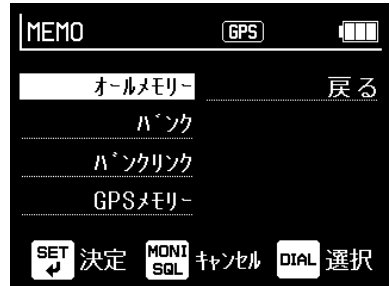 MEMO GPS
ｵｰﾙﾒﾓﾘｰ 戻る
ﾊﾞﾝｸ
ﾊﾞﾝｸﾘﾝｸ
GPSﾒﾓﾘｰ
SET 決定 MONI SQL ｷｬﾝｾﾙ DIAL 選択